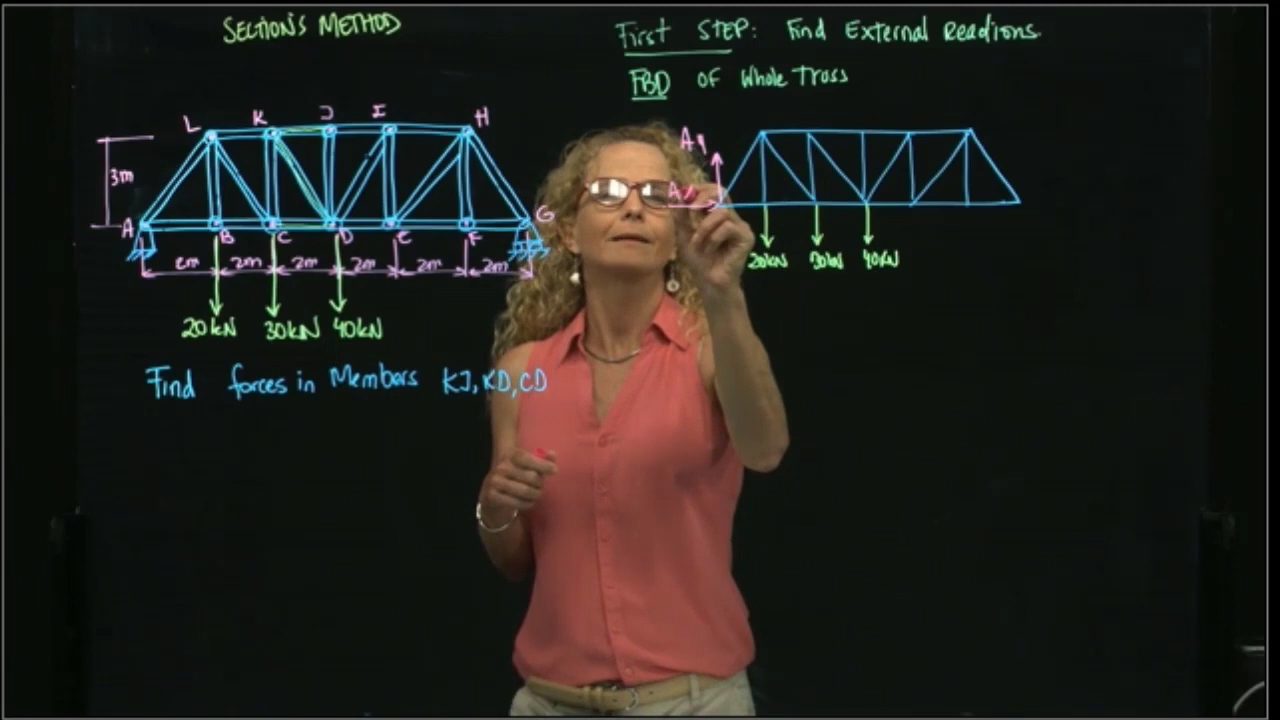 SECTIONS METHOD
First STEP: Find External Reactions
FBD of Whole Truss
L K J I H
3m
A B C D E F G
2m 2m 2m 2m 2m 2m
20kN 30kN 40kN
Find forces in Members KJ, KD, CD
Ay
A
20kN 30kN 40kN